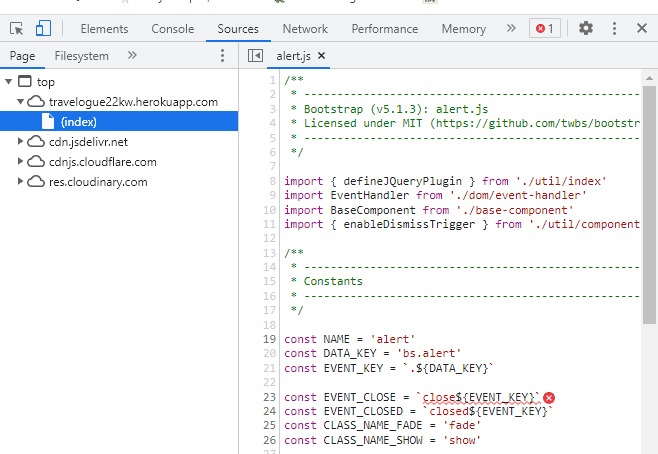 Elements Console Sources Network Performance Memory » 1
Page Filesystem » alert.js ×
top
travelogue22kw.herokuapp.com
(index)
cdn.jsdelivr.net
cdnjs.cloudflare.com
res.cloudinary.com
1 /**
2 * --------------------------------------------------
3 * Bootstrap (v5.1.3): alert.js
4 * Licensed under MIT (https://github.com/twbs/bootstr
5 * --------------------------------------------------
6 */
7
8 import { defineJQueryPlugin } from './util/index'
9 import EventHandler from './dom/event-handler'
10 import BaseComponent from './base-component'
11 import { enableDismissTrigger } from './util/component
12
13 /**
14 * --------------------------------------------------
15 * Constants
16 * --------------------------------------------------
17 */
18
19 const NAME = 'alert'
20 const DATA_KEY = 'bs.alert'
21 const EVENT_KEY = `.${DATA_KEY}`
22
23 const EVENT_CLOSE = `close${EVENT_KEY}`
24 const EVENT_CLOSED = `closed${EVENT_KEY}`
25 const CLASS_NAME_FADE = 'fade'
26 const CLASS_NAME_SHOW = 'show'